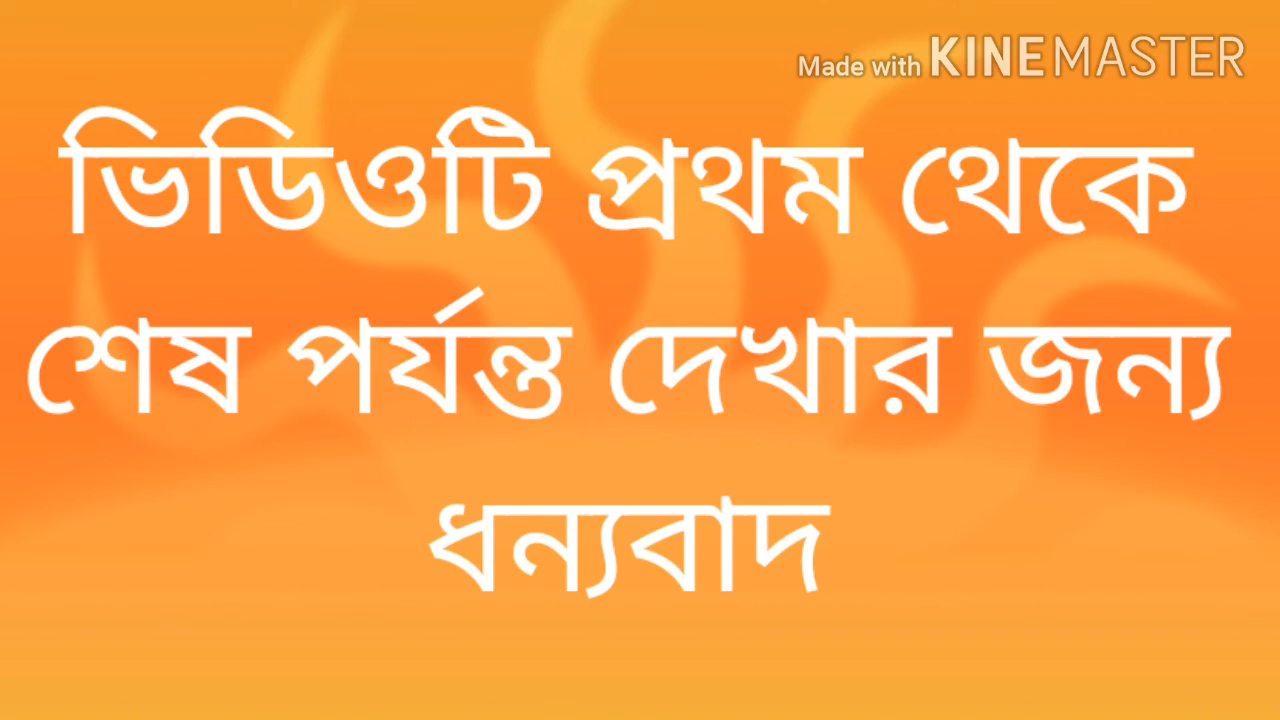 Made with KINEMASTER
ভিডিওটি প্রথম থেকে
শেষ পর্যন্ত দেখার জন্য
ধন্যবাদ